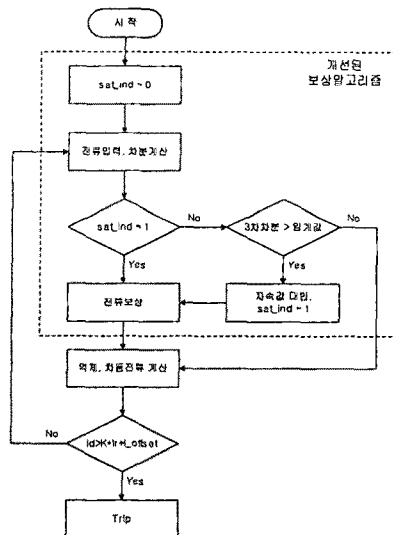 시 작
개선된
보상알고리즘
sat_ind = 0
전류입력, 차분계산
sat_ind = 1
No
3차차분 > 임계값
No
Yes
Yes
전류보상
자속값 대입,
sat_ind = 1
억제, 차동전류 계산
No
Id>K*Ir+I_offset
Yes
Trip